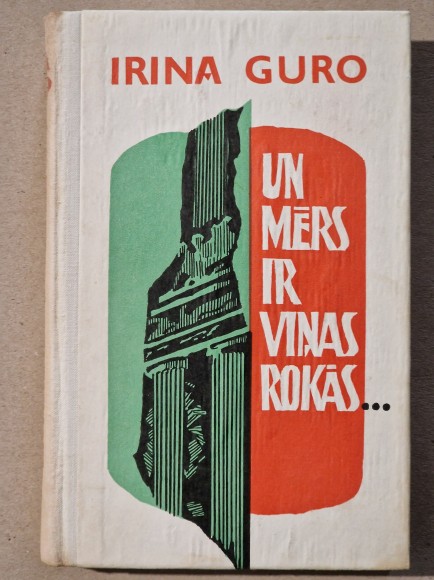 IRINA GURO
UN
MĒRS
IR
VIŅAS
ROKĀS...